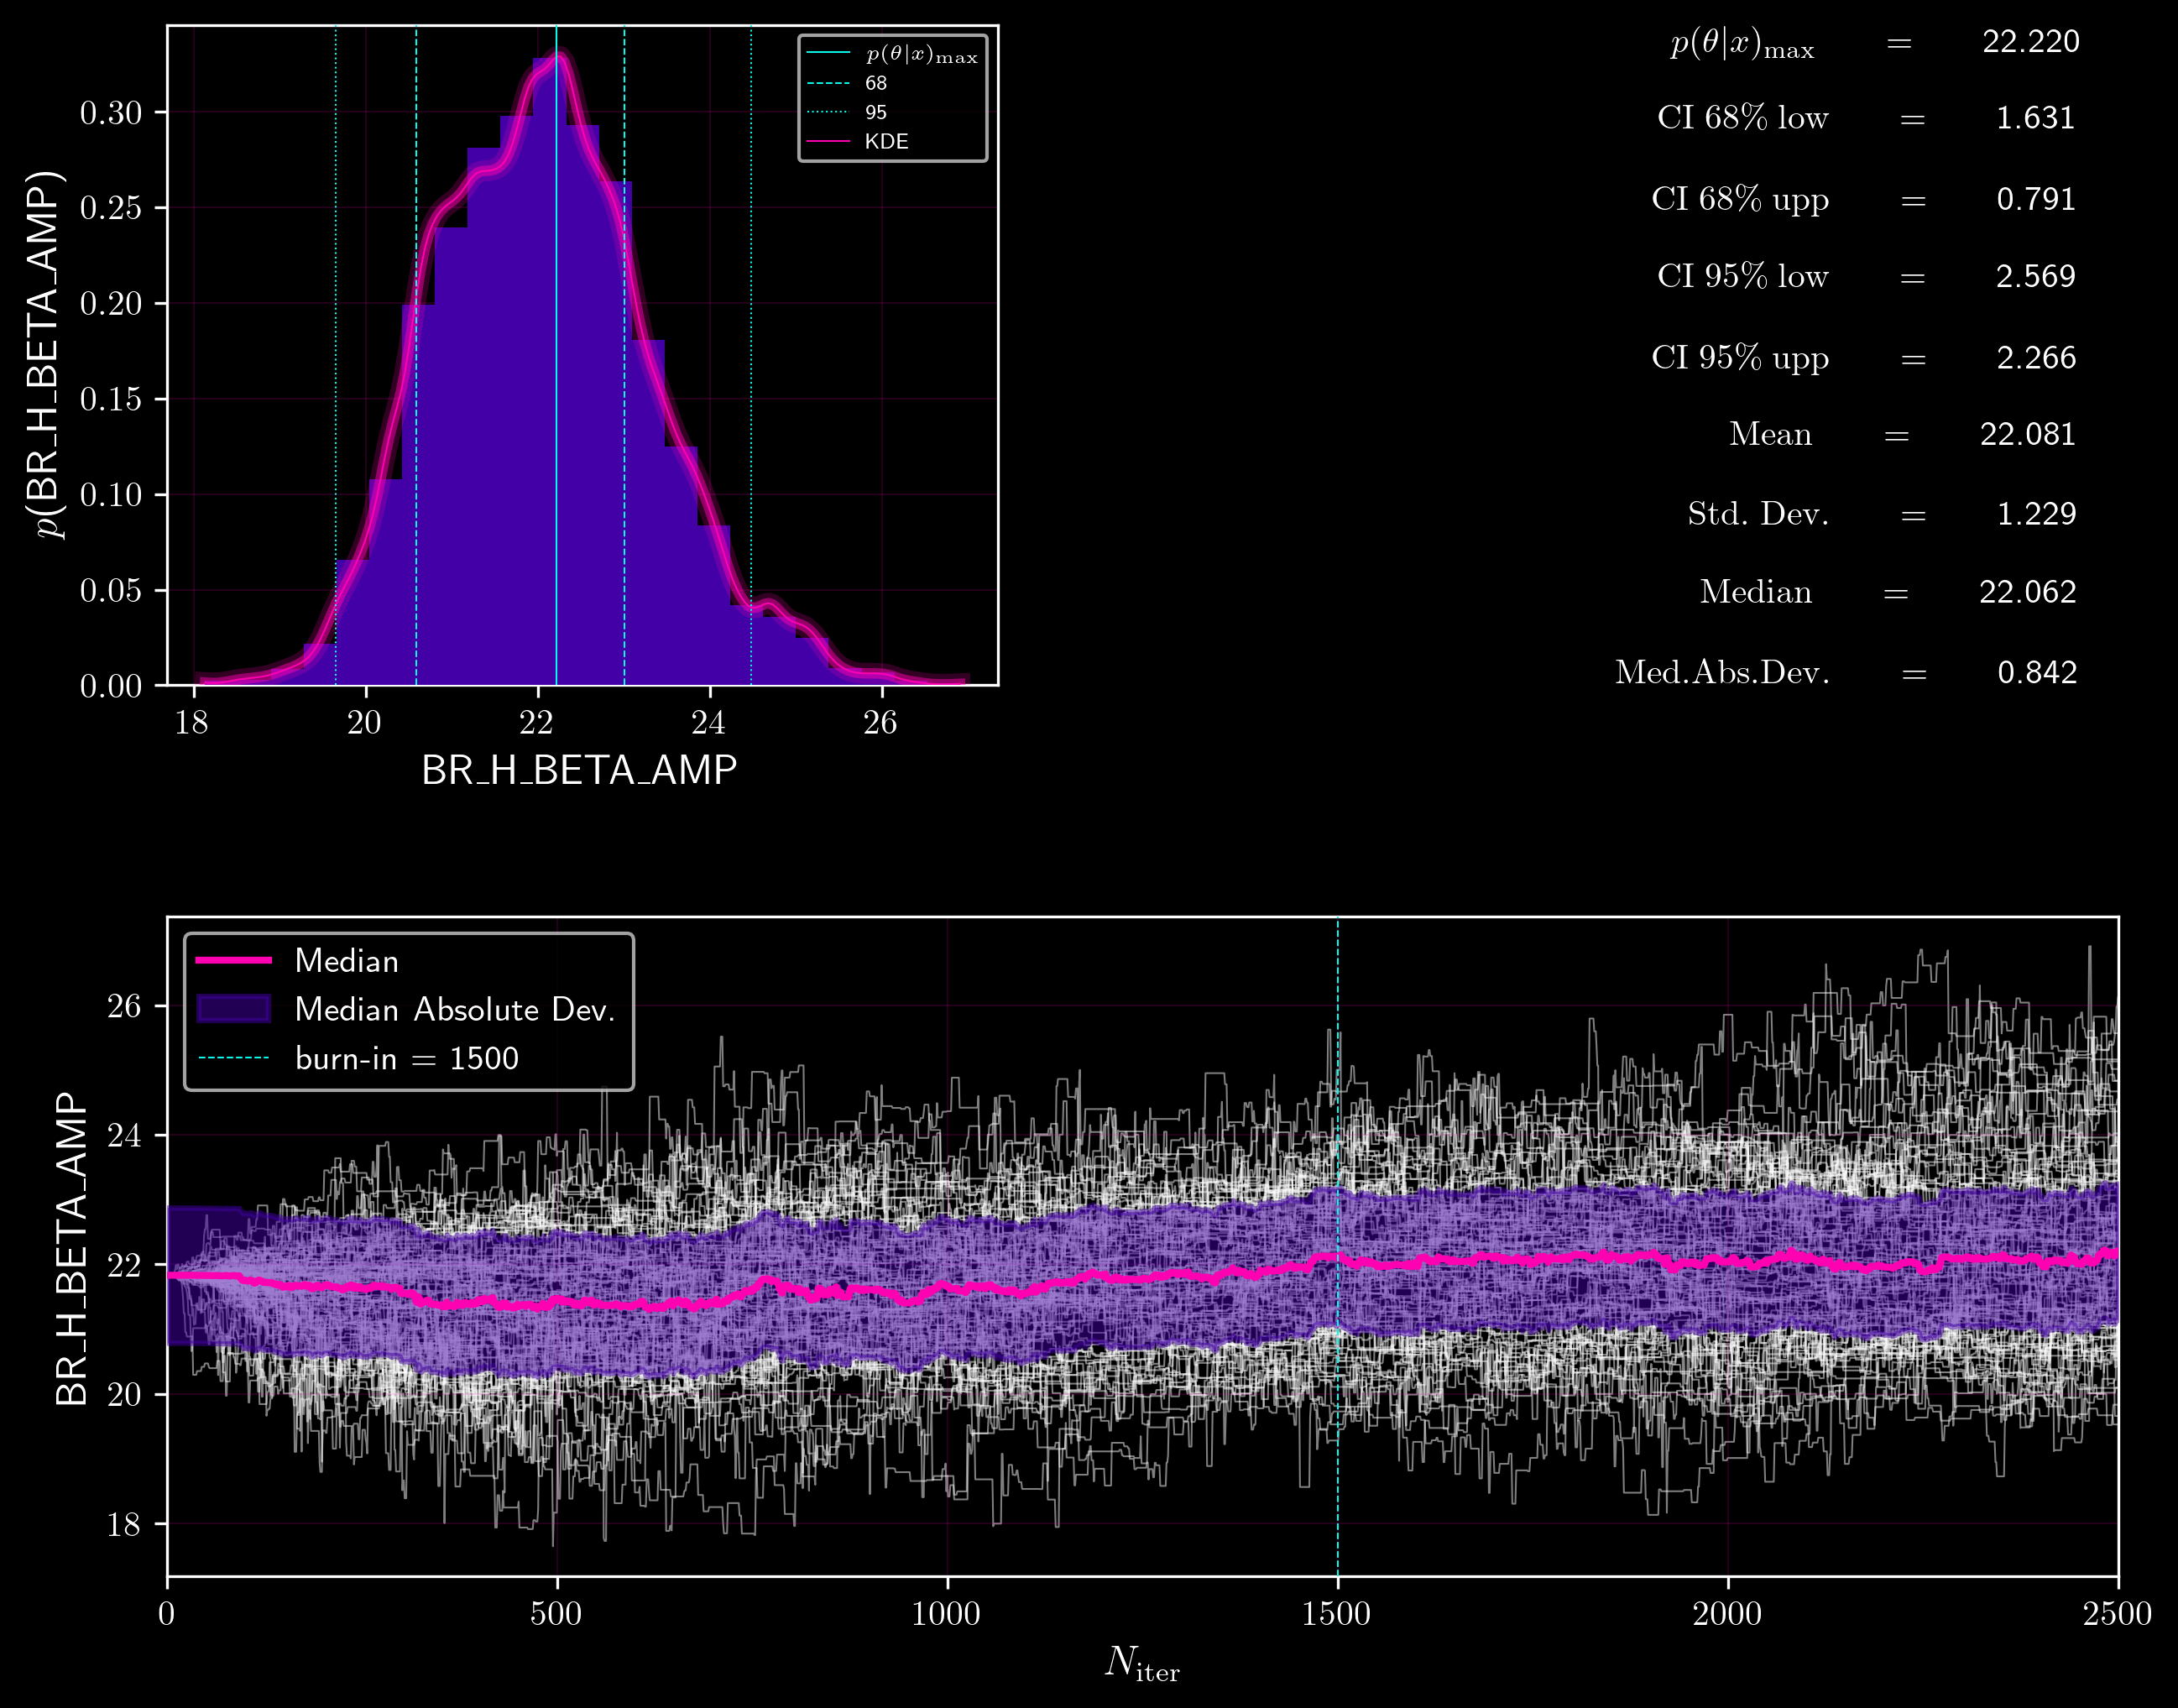 p(BR_H_BETA_AMP)
0.30
0.25
0.20
0.15
0.10
0.05
0.00
18 20 22 24 26
BR_H_BETA_AMP
p(θ|x)max
68
95
KDE
p(θ|x)max = 22.220
CI 68% low = 1.631
CI 68% upp = 0.791
CI 95% low = 2.569
CI 95% upp = 2.266
Mean = 22.081
Std. Dev. = 1.229
Median = 22.062
Med.Abs.Dev. = 0.842
BR_H_BETA_AMP
26
24
22
20
18
Median
Median Absolute Dev.
burn-in = 1500
0 500 1000 1500 2000 2500
Niter